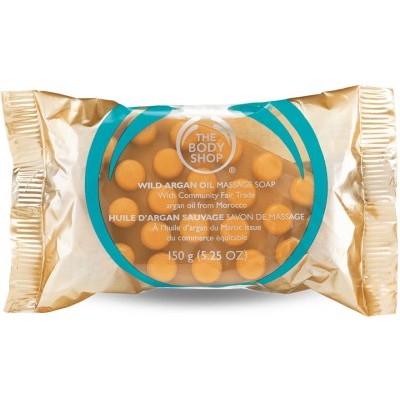 THE
BODY
SHOP®
WILD ARGAN OIL MASSAGE SOAP
With Community Fair Trade
argan oil from Morocco
HUILE D'ARGAN SAUVAGE SAVON DE MASSAGE
À l'huile d'argan du Maroc issue
du commerce équitable
150 g (5.25 OZ)